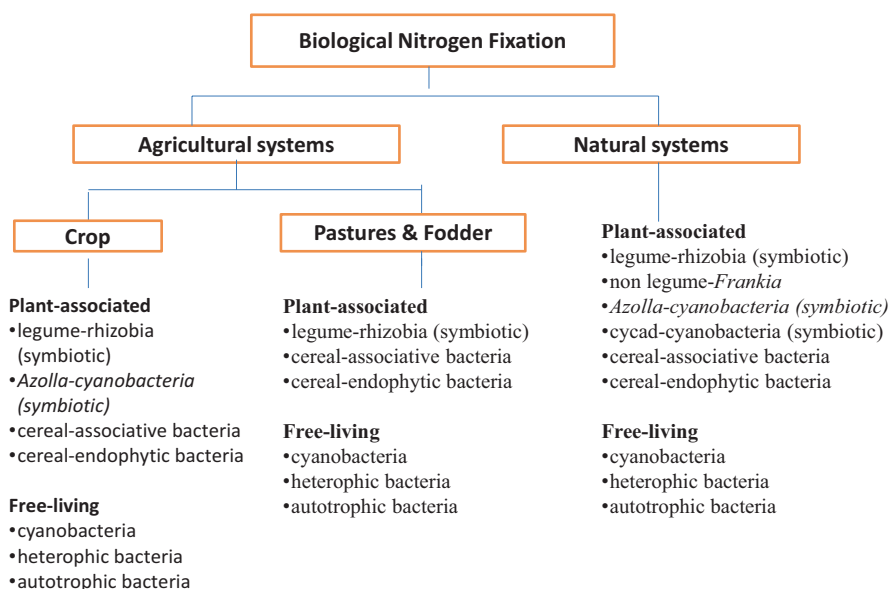 Biological Nitrogen Fixation
Agricultural systems
Natural systems
Crop
Pastures & Fodder
Plant-associated
•legume-rhizobia
(symbiotic)
•Azolla-cyanobacteria
(symbiotic)
•cereal-associative bacteria
•cereal-endophytic bacteria
Free-living
•cyanobacteria
•heterophic bacteria
•autotrophic bacteria
Plant-associated
•legume-rhizobia (symbiotic)
•cereal-associative bacteria
•cereal-endophytic bacteria
Free-living
•cyanobacteria
•heterophic bacteria
•autotrophic bacteria
Plant-associated
•legume-rhizobia (symbiotic)
•non legume-Frankia
•Azolla-cyanobacteria (symbiotic)
•cycad-cyanobacteria (symbiotic)
•cereal-associative bacteria
•cereal-endophytic bacteria
Free-living
•cyanobacteria
•heterophic bacteria
•autotrophic bacteria